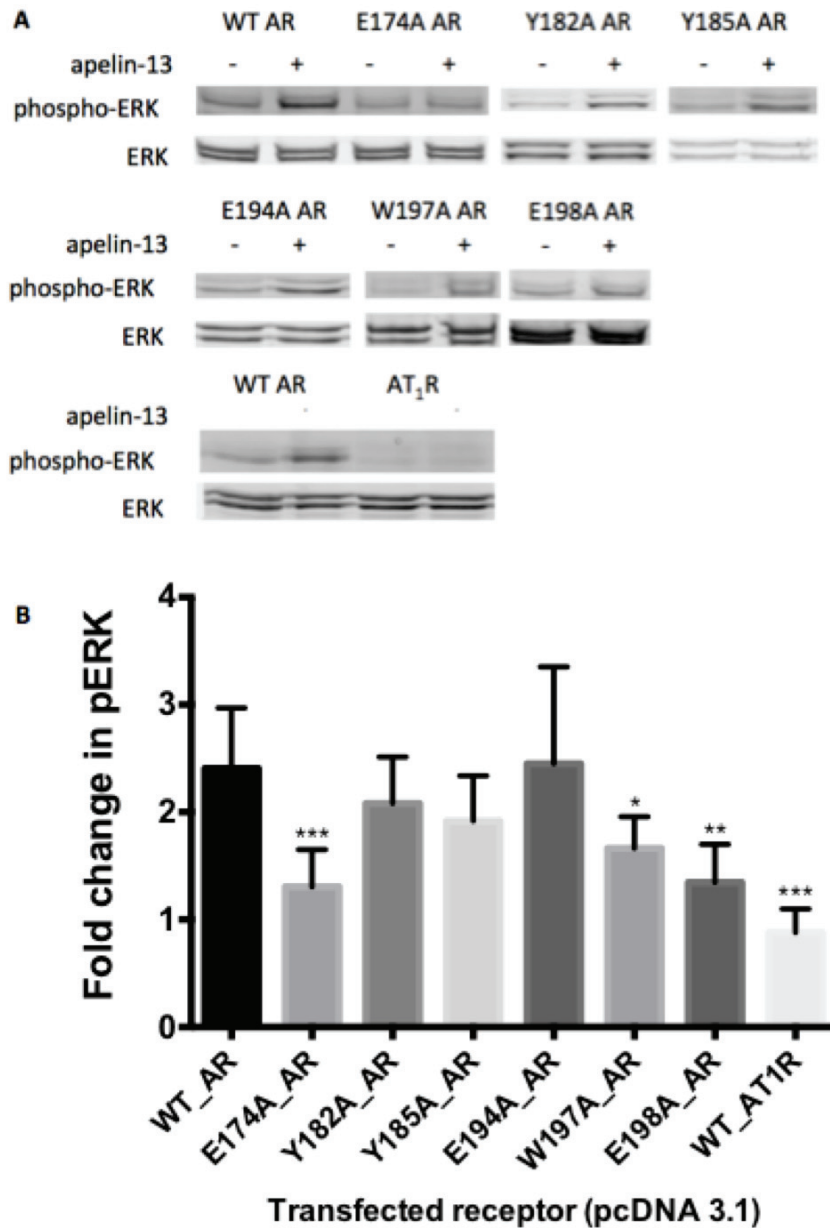 A
WT AR E174A AR Y182A AR Y185A AR
apelin-13 - + - + - + - +
phospho-ERK
ERK
E194A AR W197A AR E198A AR
apelin-13 - + - + - +
phospho-ERK
ERK
WT AR AT₁R
apelin-13 - -
phospho-ERK
ERK
B
Fold change in pERK
4
3
2
1
0
***
*
**
***
WT_AR
E174A_AR
Y182A_AR
Y185A_AR
E194A_AR
W197A_AR
E198A_AR
WT_AT1R
Transfected receptor (pcDNA 3.1)